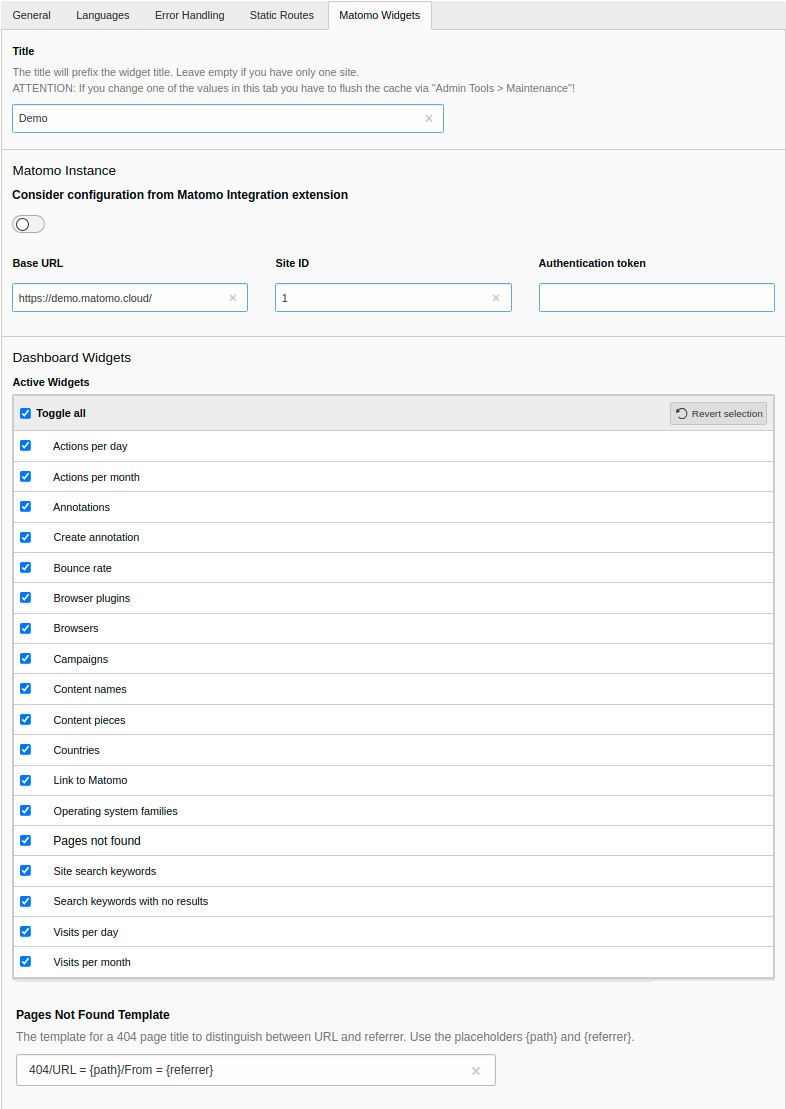 General Languages Error Handling Static Routes Matomo Widgets
Title
The title will prefix the widget title. Leave empty if you have only one site.
ATTENTION: If you change one of the values in this tab you have to flush the cache via "Admin Tools > Maintenance"!
Demo
Matomo Instance
Consider configuration from Matomo Integration extension
Base URL Site ID Authentication token
https://demo.matomo.cloud/ 1
Dashboard Widgets
Active Widgets
Toggle all Revert selection
Actions per day
Actions per month
Annotations
Create annotation
Bounce rate
Browser plugins
Browsers
Campaigns
Content names
Content pieces
Countries
Link to Matomo
Operating system families
Pages not found
Site search keywords
Search keywords with no results
Visits per day
Visits per month
Pages Not Found Template
The template for a 404 page title to distinguish between URL and referrer. Use the placeholders {path} and {referrer}.
404/URL = {path}/From = {referrer}